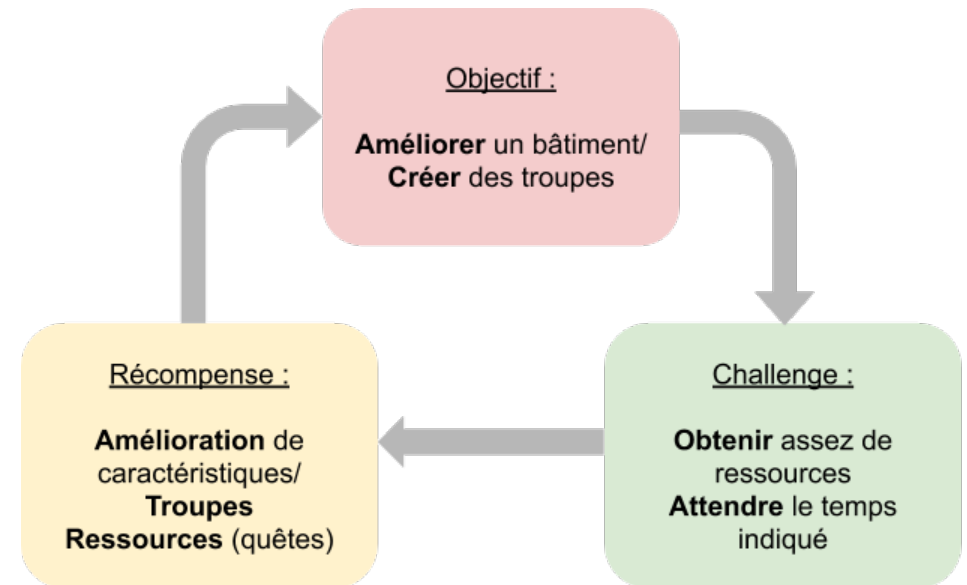 Objectif :
Améliorer un bâtiment/
Créer des troupes
Récompense :
Amélioration de
caractéristiques/
Troupes
Ressources (quêtes)
Challenge :
Obtenir assez de
ressources
Attendre le temps
indiqué